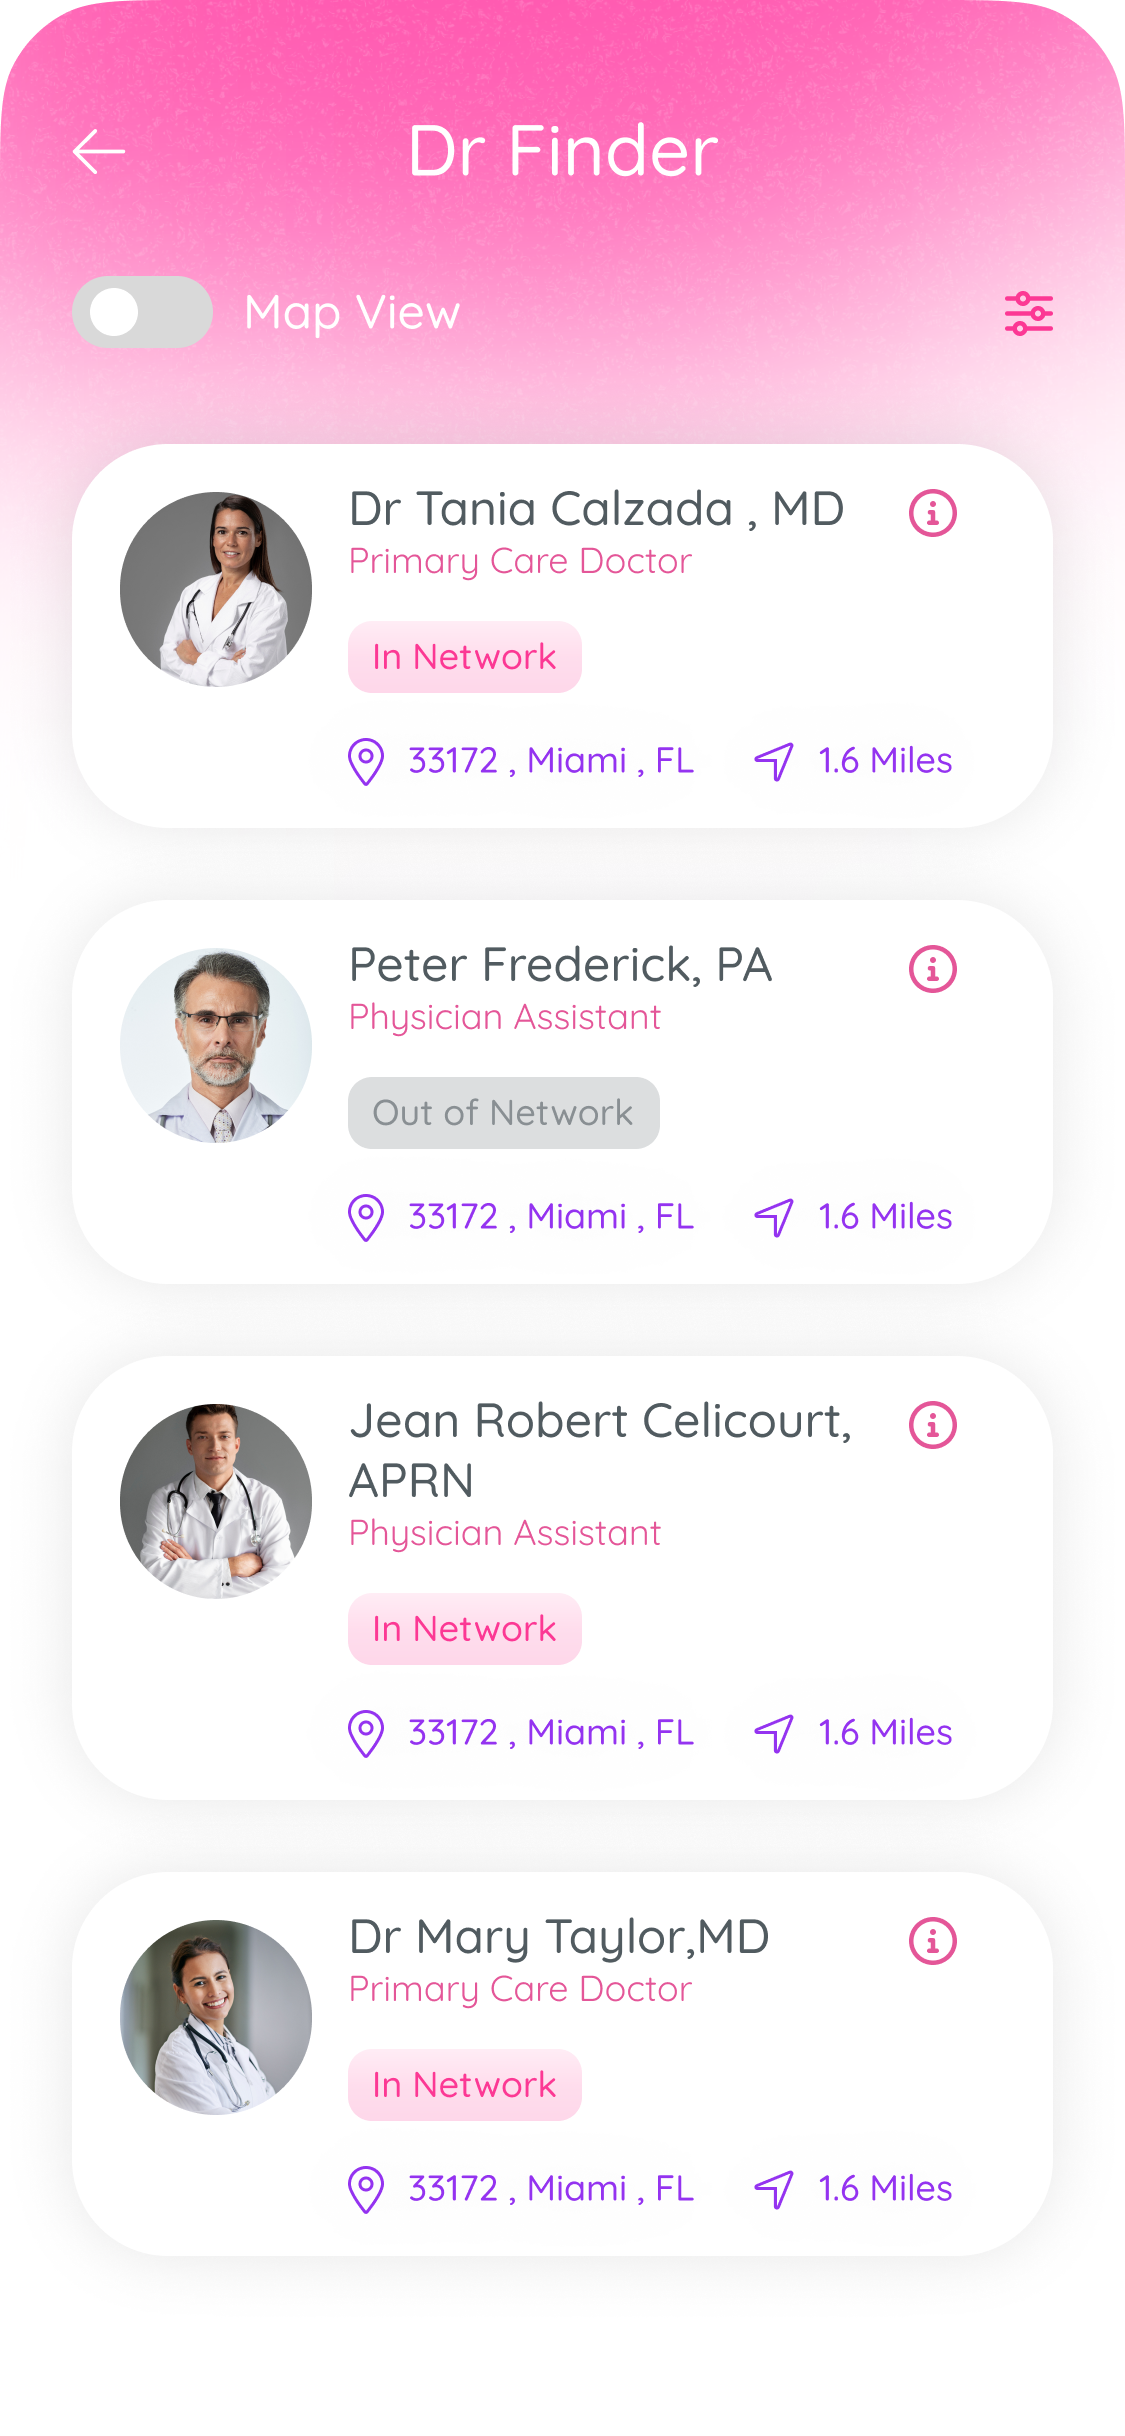 Dr Finder
Map View
Dr Tania Calzada , MD
Primary Care Doctor
In Network
33172 , Miami , FL
1.6 Miles
Peter Frederick, PA
Physician Assistant
Out of Network
33172 , Miami , FL
1.6 Miles
Jean Robert Celicourt,
APRN
Physician Assistant
In Network
33172 , Miami , FL
1.6 Miles
Dr Mary Taylor,MD
Primary Care Doctor
In Network
33172 , Miami , FL
1.6 Miles